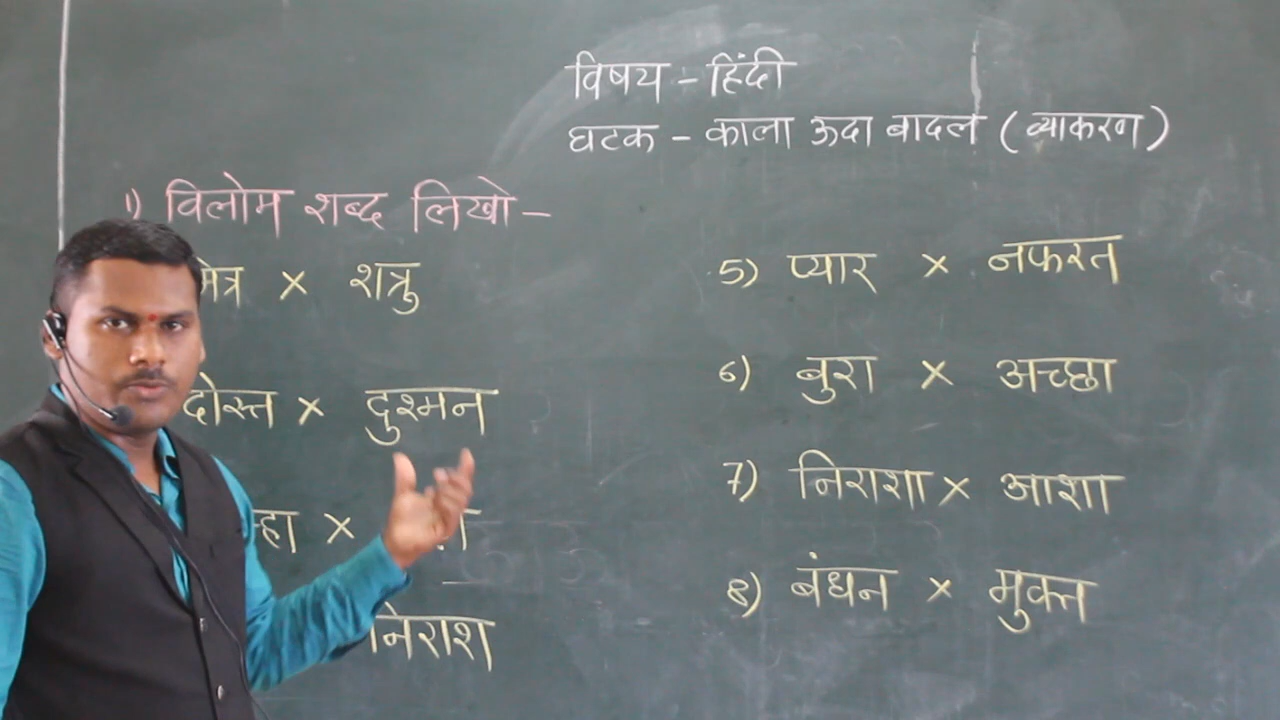 विषय - हिंदी
घटक - काला ऊदा बादल (व्याकरण)
1) विलोम शब्द लिखो -
x शत्रु
दोस्त x दुश्मन
x
निराश
5) प्यार x नफरत
6) बुरा x अच्छा
7) निराशा x आशा
8) बंधन x मुक्त